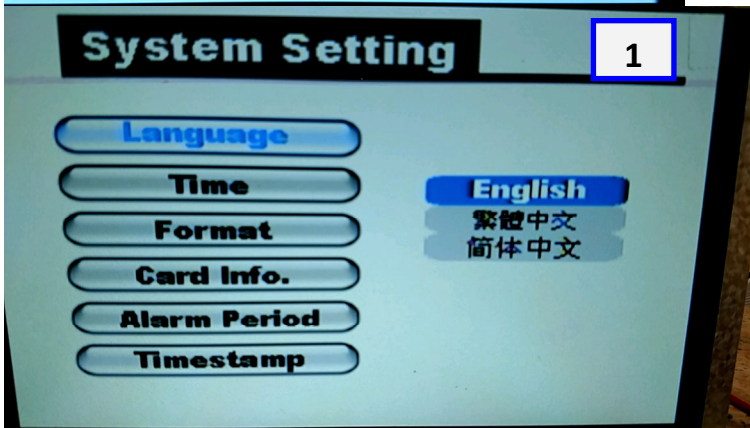 System Setting
1
Language
Time
Format
Card Info.
Alarm Period
Timestamp
English
繁體中文
简体中文